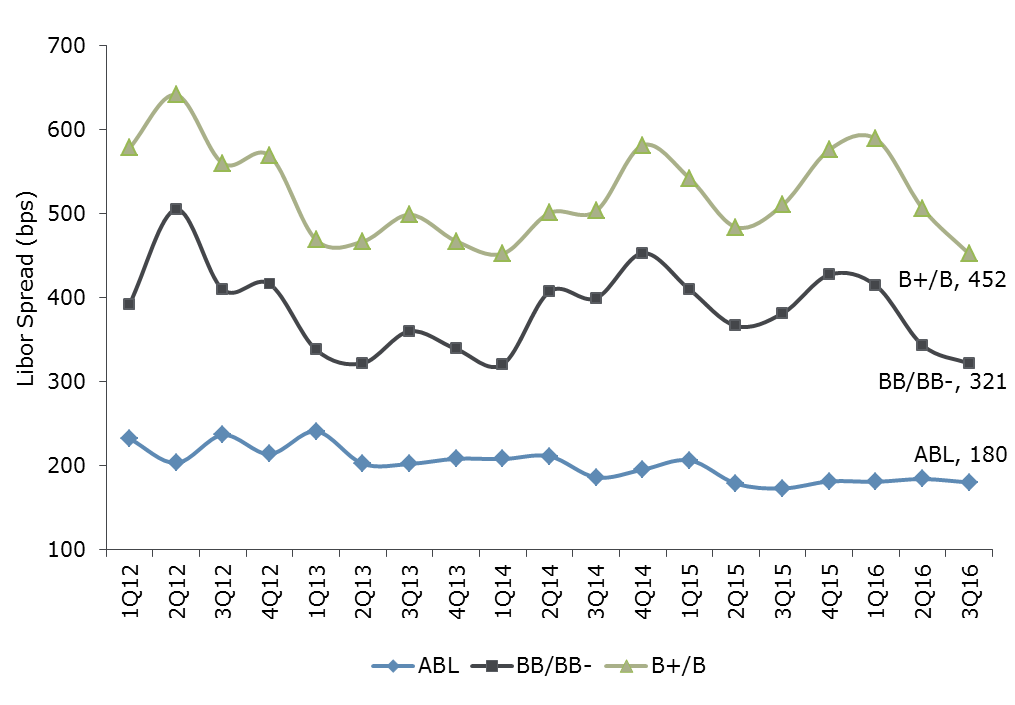 700
600
500
400
300
200
100
Libor Spread (bps)
B+/B, 452
BB/BB-, 321
ABL, 180
1Q12
2Q12
3Q12
4Q12
1Q13
2Q13
3Q13
4Q13
1Q14
2Q14
3Q14
4Q14
1Q15
2Q15
3Q15
4Q15
1Q16
2Q16
3Q16
ABL
BB/BB-
B+/B